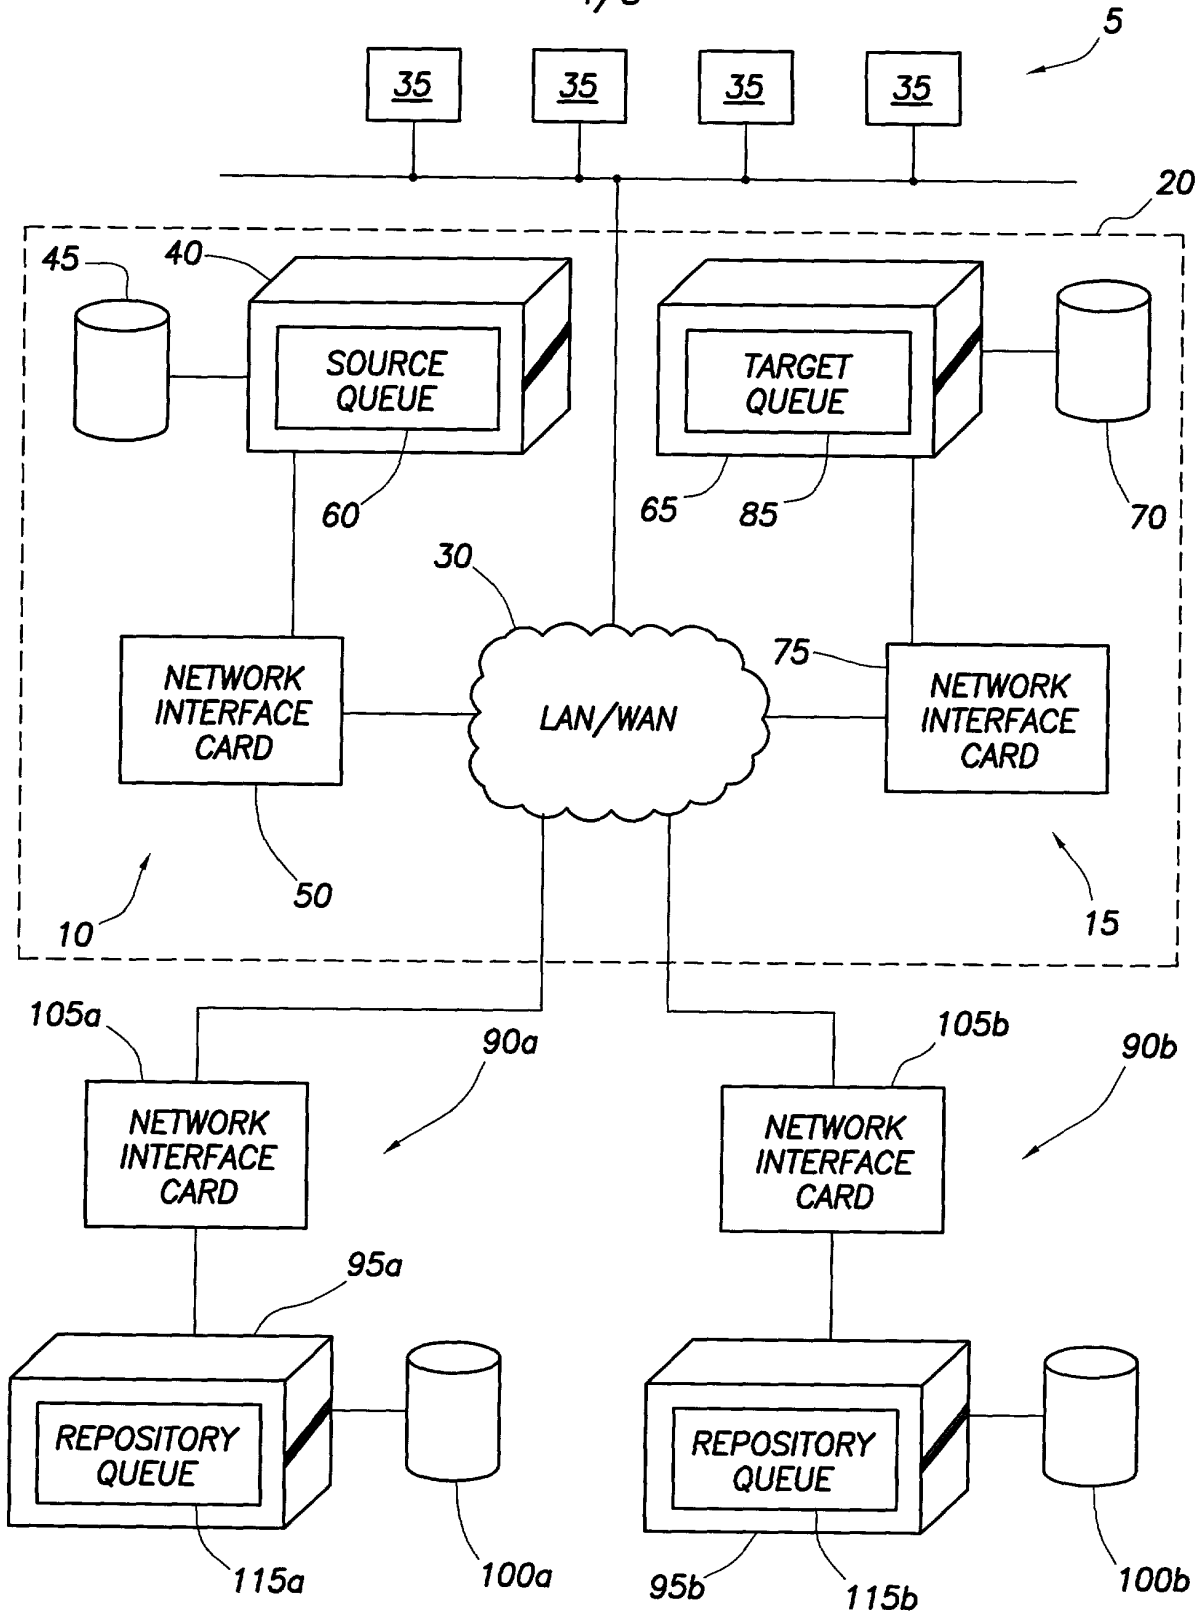 5
35 35 35 35
20
45 40
SOURCE
QUEUE
TARGET
QUEUE
60
65 85 70
30
75
NETWORK
INTERFACE
CARD
LAN/WAN
NETWORK
INTERFACE
CARD
50
10
15
105a
90a
105b
90b
NETWORK
INTERFACE
CARD
NETWORK
INTERFACE
CARD
95a
REPOSITORY
QUEUE
REPOSITORY
QUEUE
115a
100a
95b
115b
100b